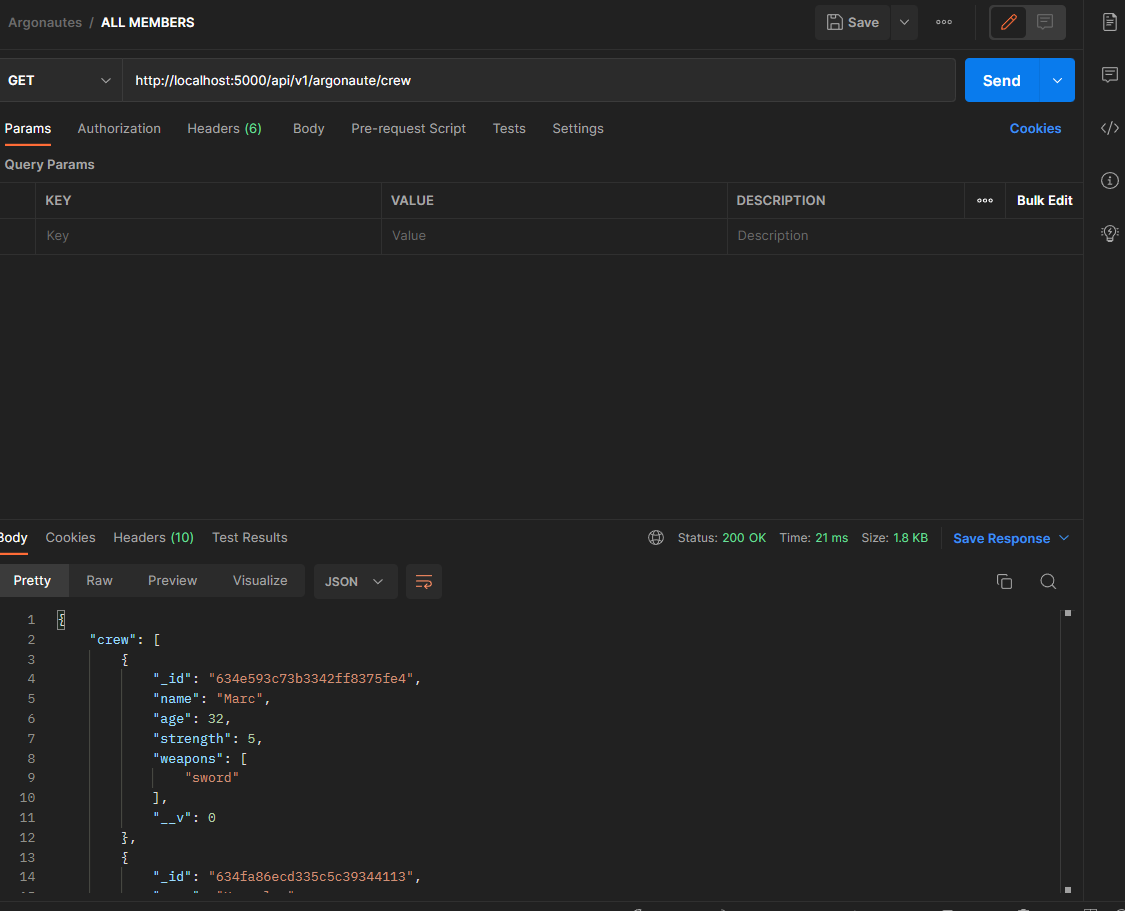 Argonautes / ALL MEMBERS
Save
GET http://localhost:5000/api/v1/argonaute/crew Send
Params Authorization Headers (6) Body Pre-request Script Tests Settings Cookies
Query Params
KEY VALUE DESCRIPTION Bulk Edit
Key Value Description
Body Cookies Headers (10) Test Results Status: 200 OK Time: 21 ms Size: 1.8 KB Save Response
Pretty Raw Preview Visualize JSON
1 {
2 "crew": [
3 {
4 "_id": "634e593c73b3342ff8375fe4",
5 "name": "Marc",
6 "age": 32,
7 "strength": 5,
8 "weapons": [
9 "sword"
10 ],
11 "__v": 0
12 },
13 {
14 "_id": "634fa86ecd335c5c39344113",